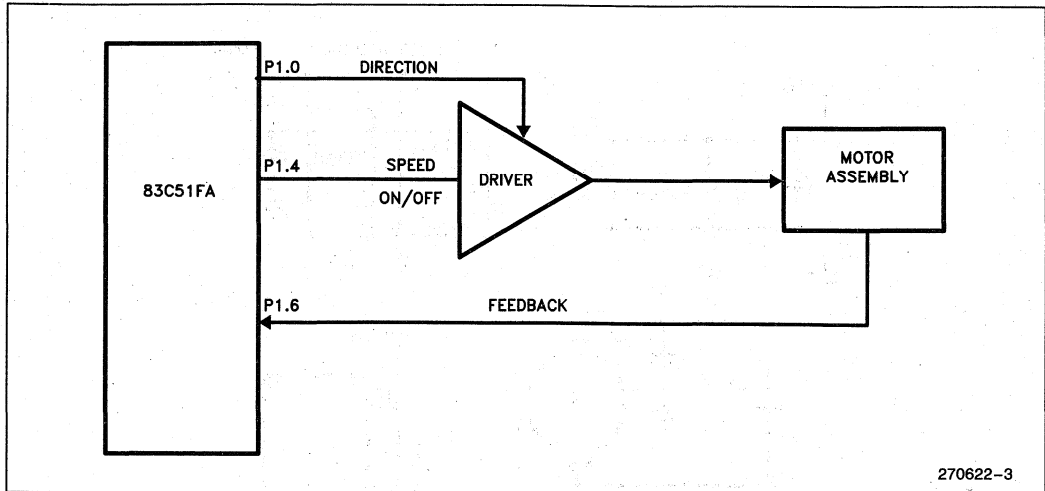 P1.0 DIRECTION
P1.4 SPEED
ON/OFF
83C51FA
DRIVER
MOTOR
ASSEMBLY
P1.6 FEEDBACK
270622-3